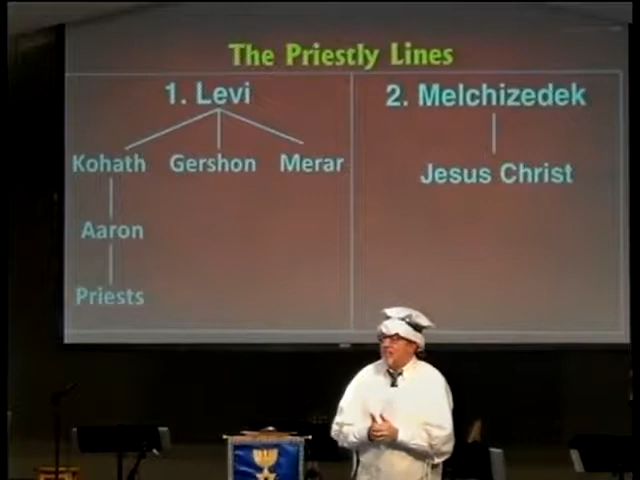 The Priestly Lines
1. Levi
2. Melchizedek
Kohath Gershon Merar
Jesus Christ
Aaron
Priests